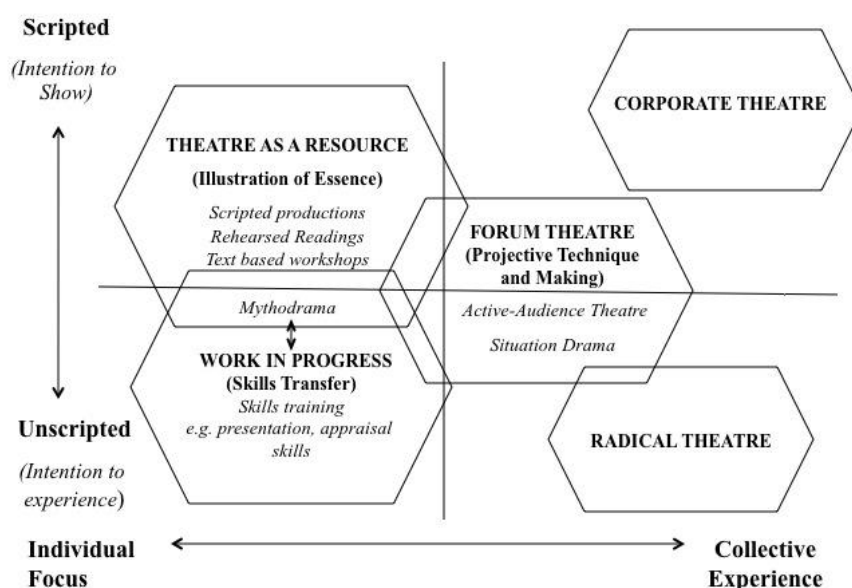 Scripted
(Intention to
Show)
THEATRE AS A RESOURCE
(Illustration of Essence)
Scripted productions
Rehearsed Readings
Text based workshops
CORPORATE THEATRE
FORUM THEATRE
(Projective Technique
and Making)
Active-Audience Theatre
Situation Drama
Mythodrama
WORK IN PROGRESS
(Skills Transfer)
Skills training
e.g. presentation, appraisal
skills
RADICAL THEATRE
Unscripted
(Intention to
experience)
Individual
Focus
Collective
Experience